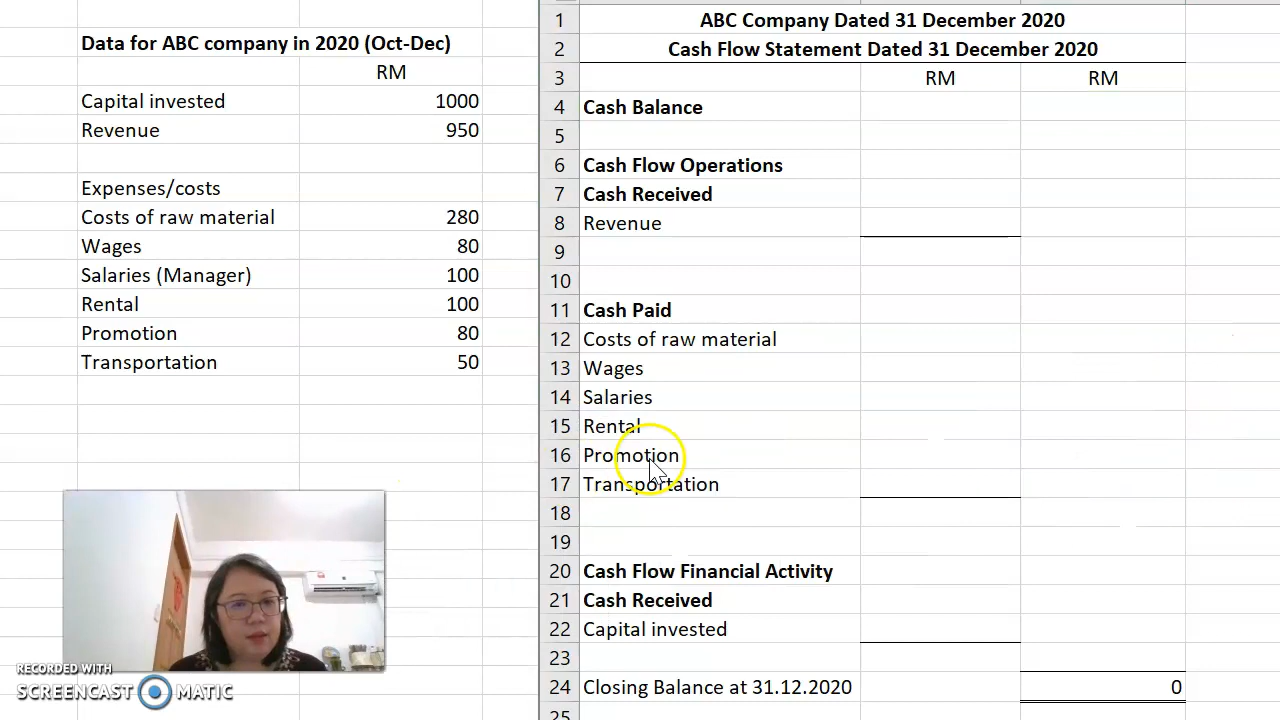 Data for ABC company in 2020 (Oct-Dec)
RM
Capital invested 1000
Revenue 950
Expenses/costs
Costs of raw material 280
Wages 80
Salaries (Manager) 100
Rental 100
Promotion 80
Transportation 50
RECORDED WITH
SCREENCAST MATIC
1 ABC Company Dated 31 December 2020
2 Cash Flow Statement Dated 31 December 2020
3 RM RM
4 Cash Balance
5
6 Cash Flow Operations
7 Cash Received
8 Revenue
9
10
11 Cash Paid
12 Costs of raw material
13 Wages
14 Salaries
15 Rental
16 Promotion
17 Transportation
18
19
20 Cash Flow Financial Activity
21 Cash Received
22 Capital invested
23
24 Closing Balance at 31.12.2020 0
25